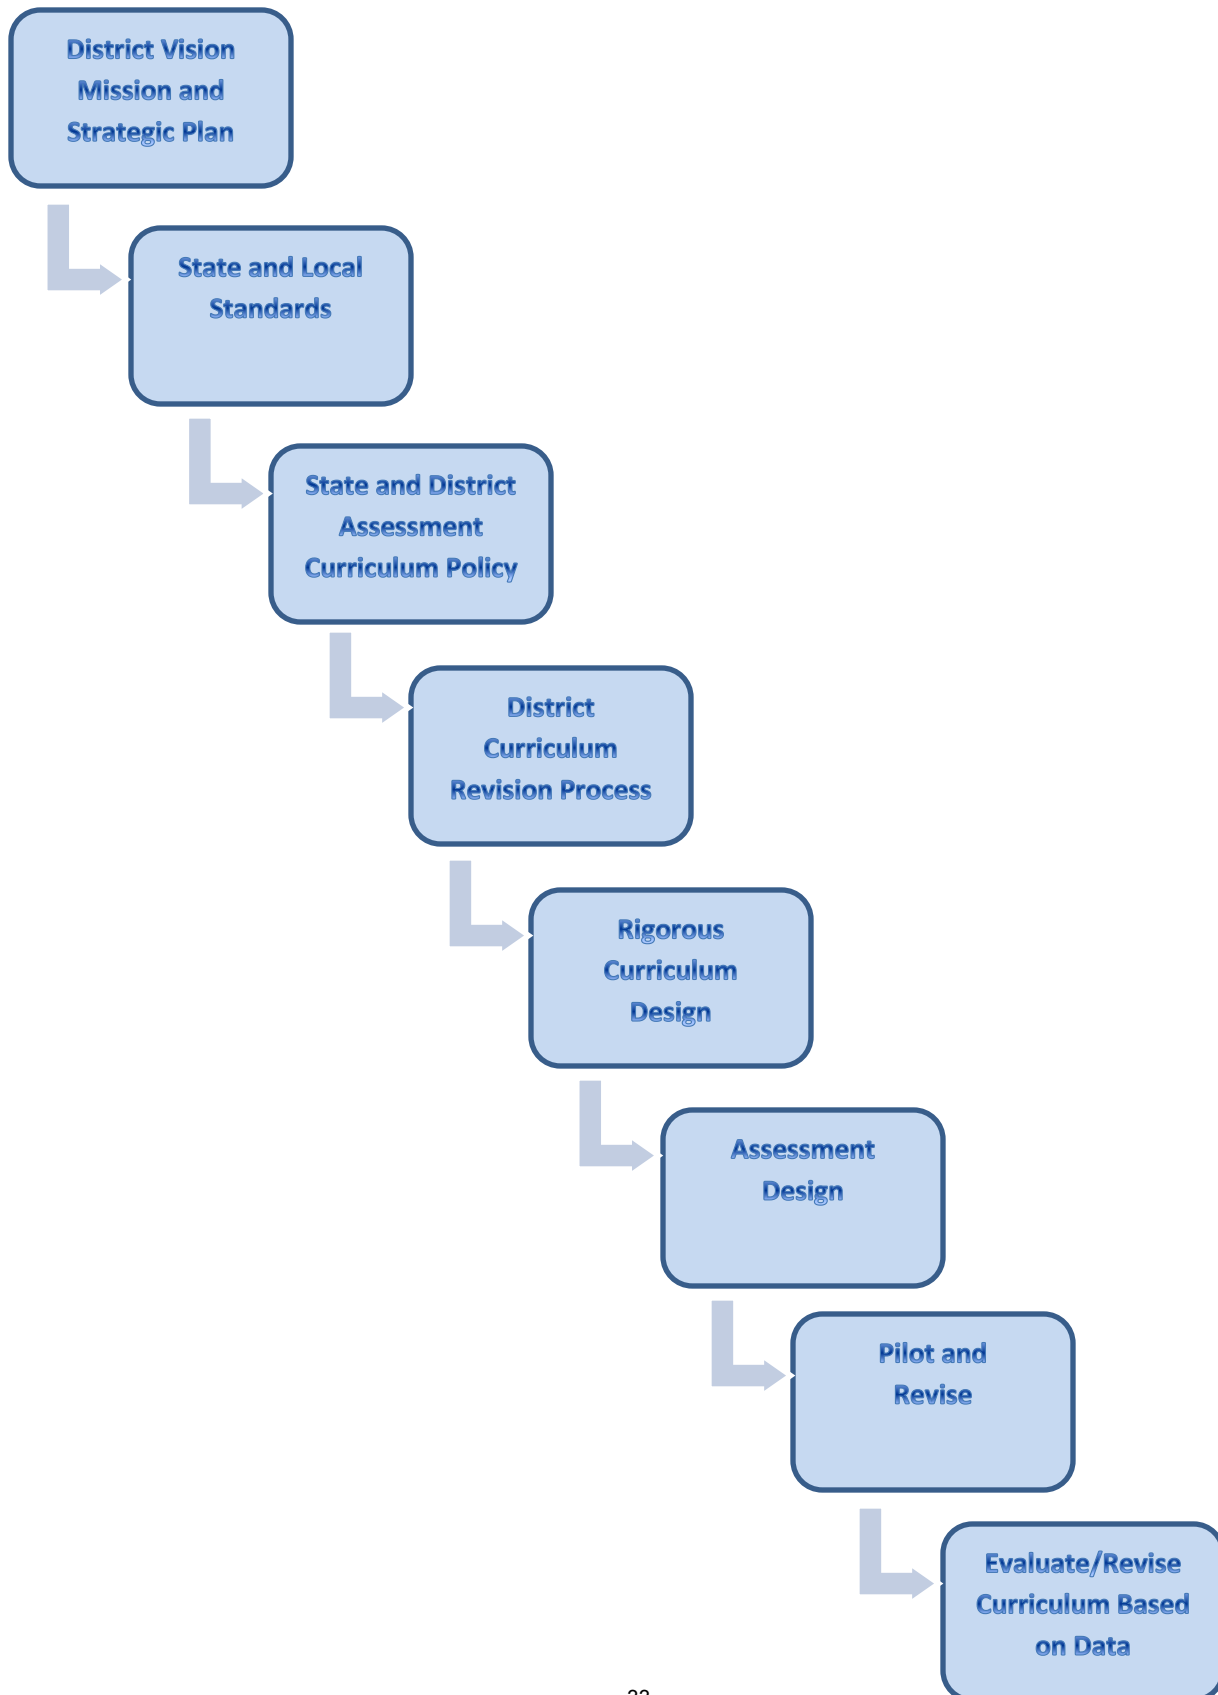 District Vision
Mission and
Strategic Plan
State and Local
Standards
State and District
Assessment
Curriculum Policy
District
Curriculum
Revision Process
Rigorous
Curriculum
Design
Assessment
Design
Pilot and
Revise
Evaluate/Revise
Curriculum Based
on Data